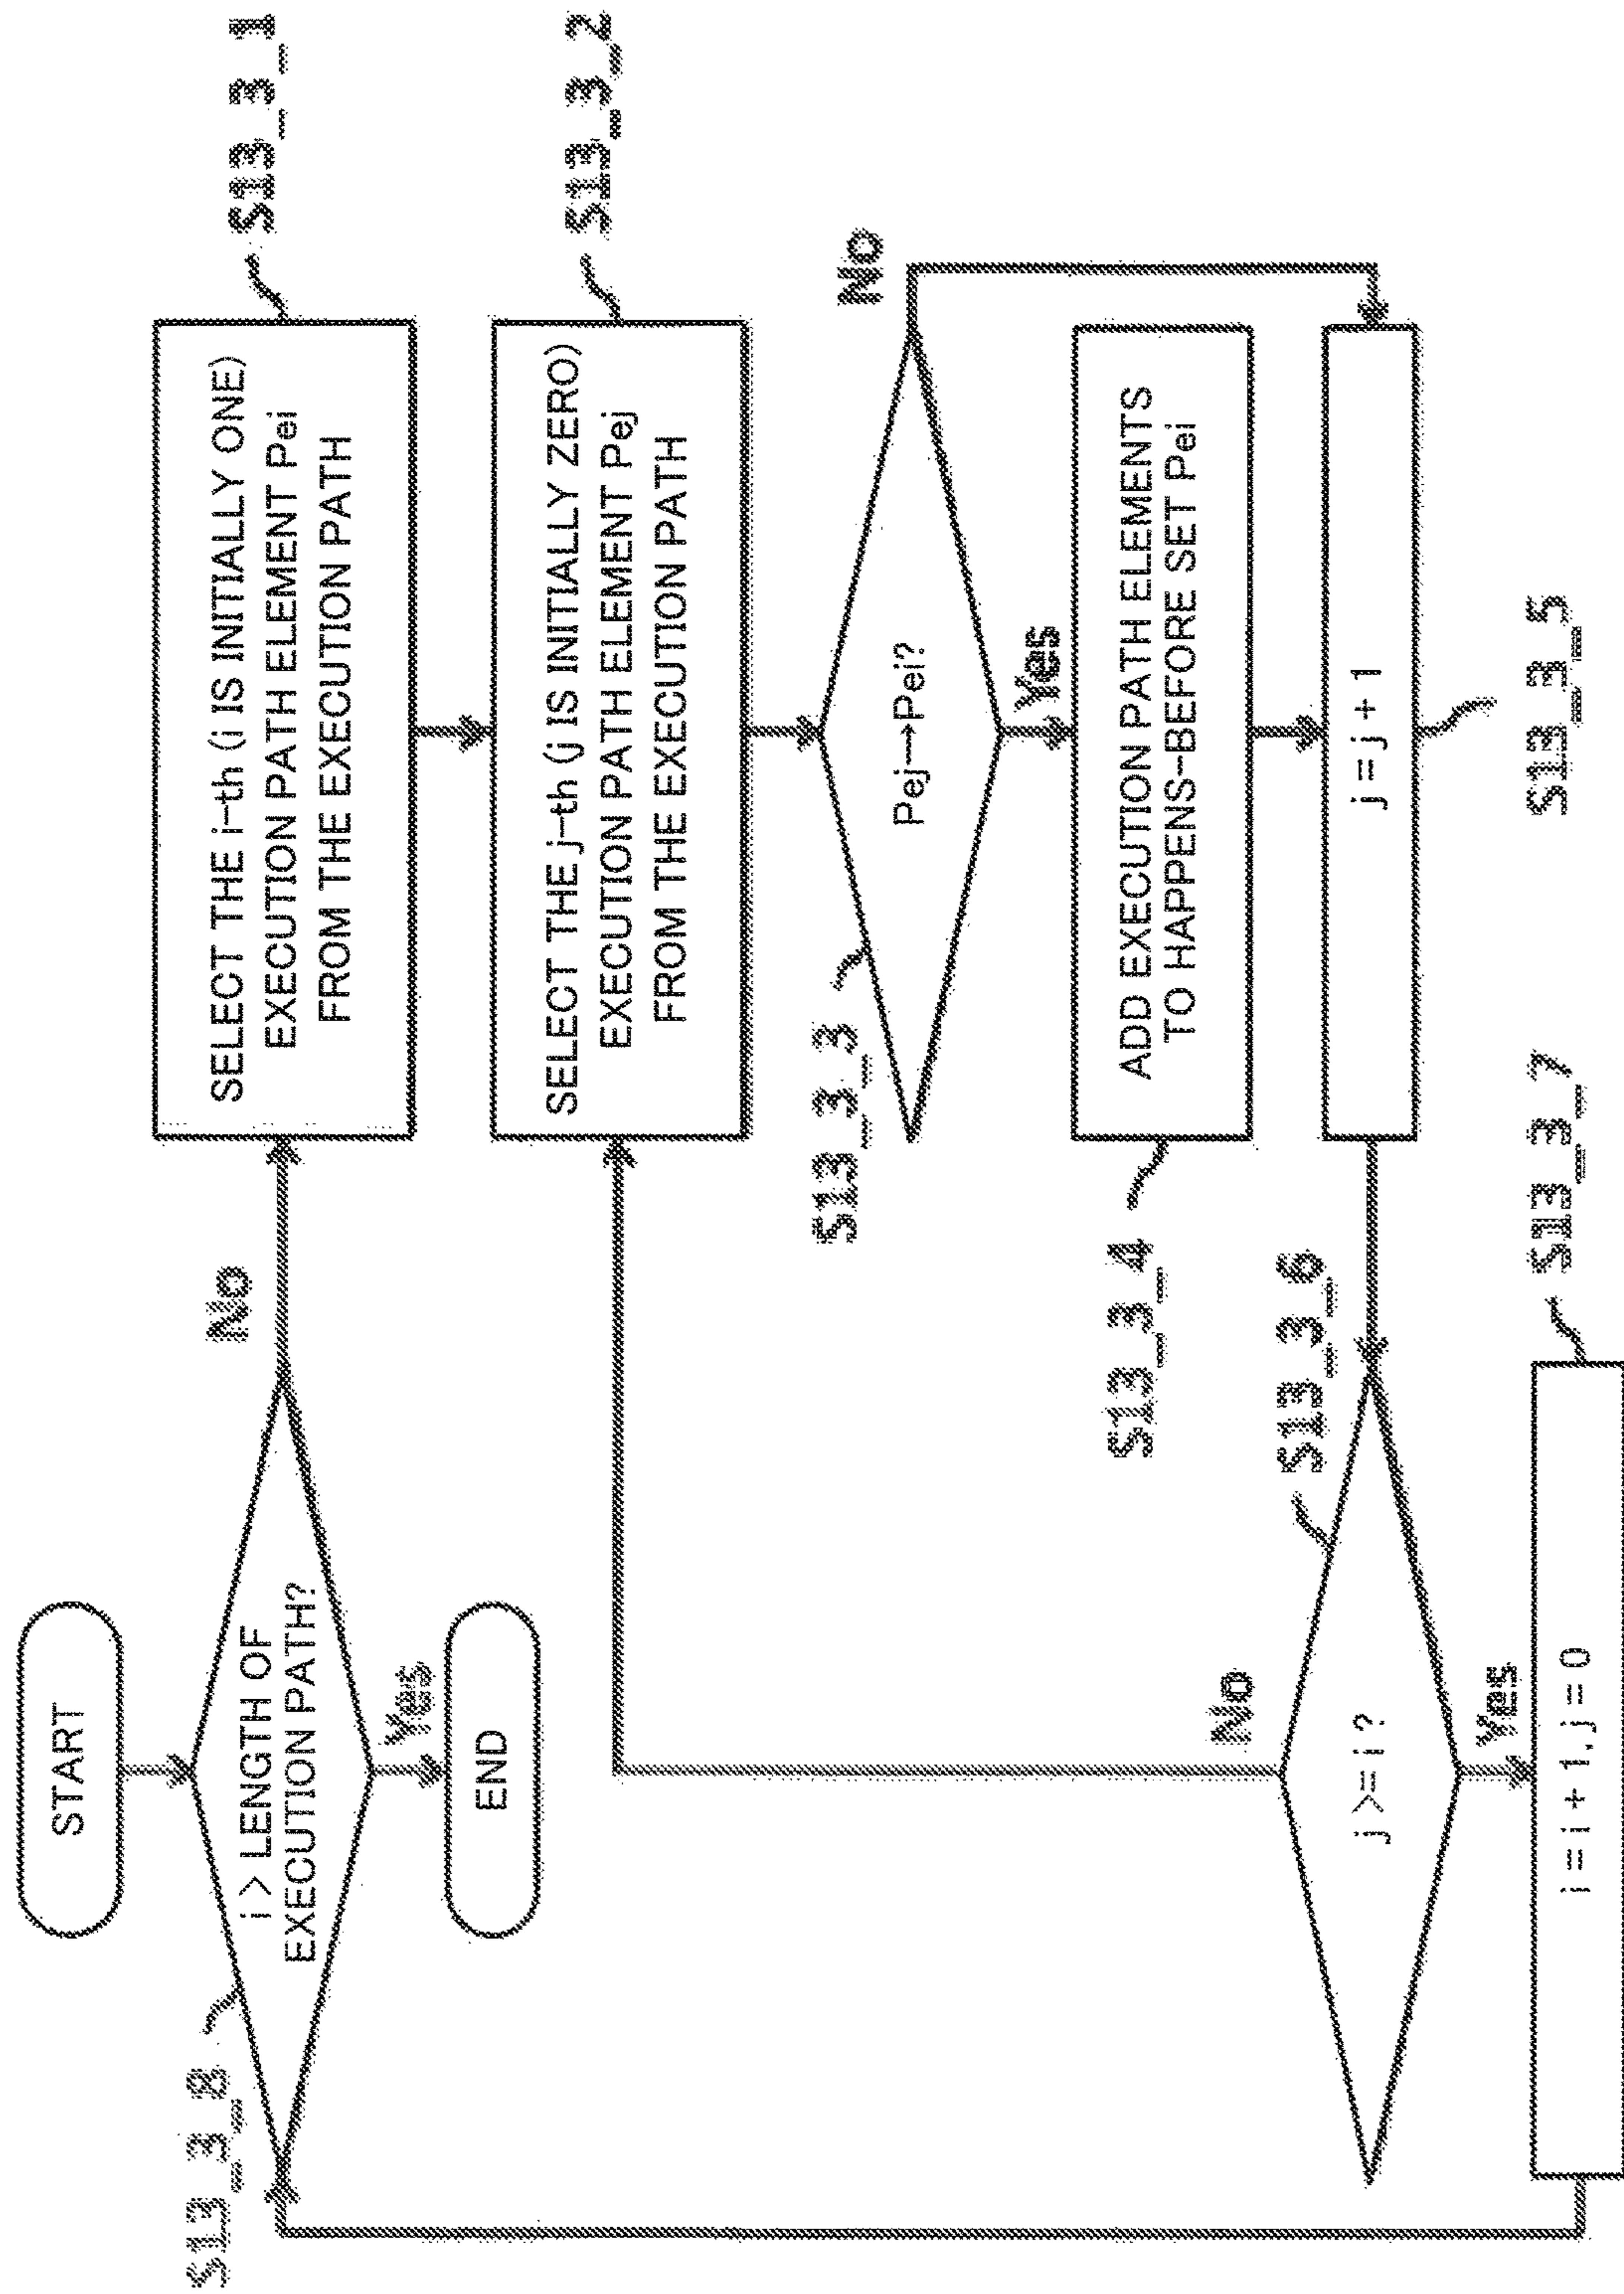 START
S13_3_8
i > LENGTH OF
EXECUTION PATH?
No
Yes
END
SELECT THE i-th (i IS INITIALLY ONE)
EXECUTION PATH ELEMENT Pei
FROM THE EXECUTION PATH
S13_3_1
SELECT THE j-th (j IS INITIALLY ZERO)
EXECUTION PATH ELEMENT Pej
FROM THE EXECUTION PATH
S13_3_2
S13_3_3
Pej→Pei?
No
Yes
S13_3_4
ADD EXECUTION PATH ELEMENTS
TO HAPPENS-BEFORE SET Pei
j = j + 1
S13_3_5
S13_3_6
No
j >= i ?
Yes
i = i + 1, j = 0
S13_3_7